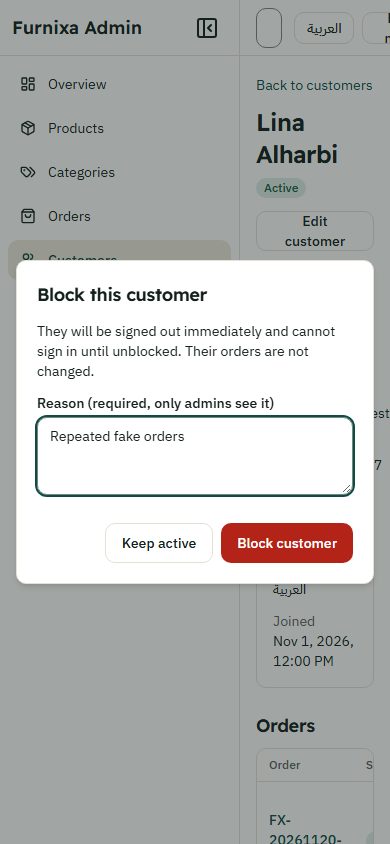 Furnixa Admin
العربية
Overview
Products
Categories
Orders
Customers
Back to customers
Lina
Alharbi
Active
Edit
customer
Block this customer
They will be signed out immediately and cannot
sign in until unblocked. Their orders are not
changed.
Reason (required, only admins see it)
Repeated fake orders
Keep active
Block customer
العربية
Joined
Nov 1, 2026,
12:00 PM
Orders
Order
FX-
20261120-